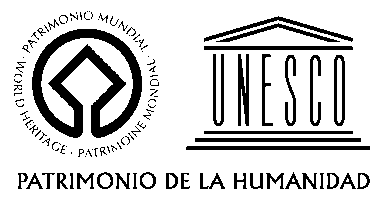 PATRIMONIO MUNDIAL · WORLD HERITAGE · PATRIMOINE MONDIAL ·
UNESCO
PATRIMONIO DE LA HUMANIDAD